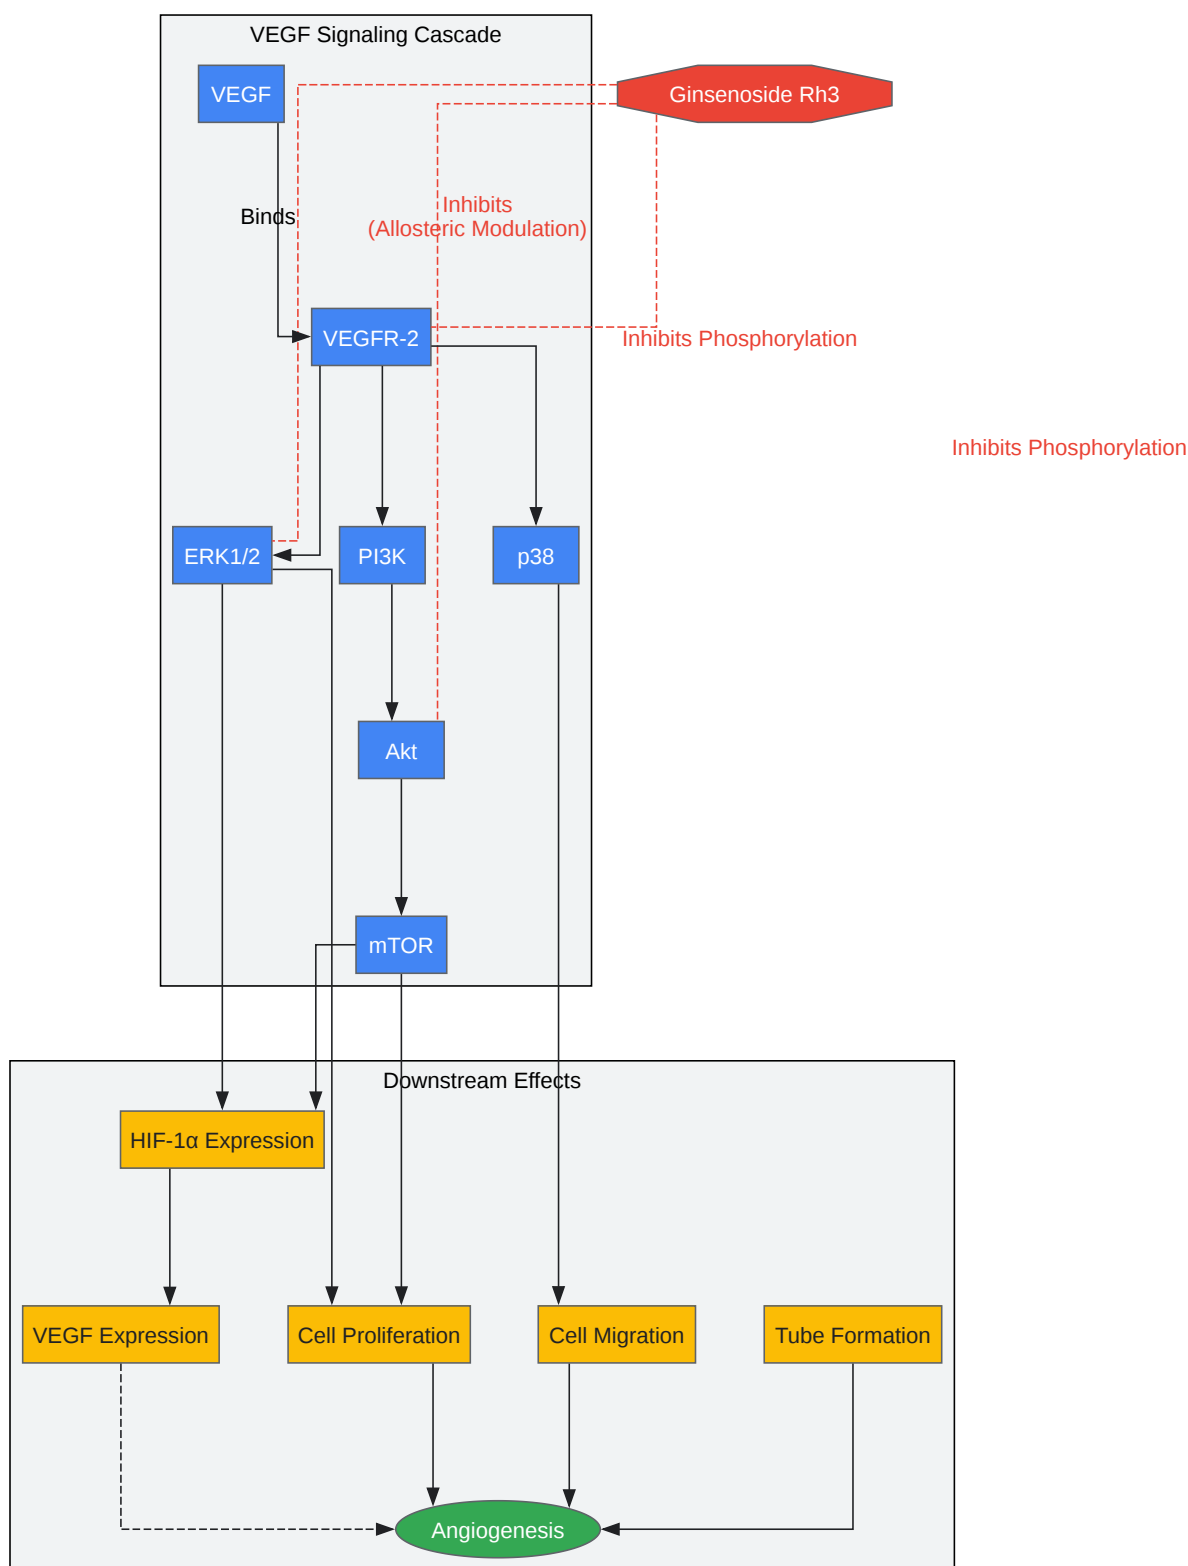 VEGF Signaling Cascade
VEGF
Ginsenoside Rh3
Binds
Inhibits
(Allosteric Modulation)
VEGFR-2
Inhibits Phosphorylation
Inhibits Phosphorylation
ERK1/2
PI3K
p38
Akt
mTOR
Downstream Effects
HIF-1α Expression
VEGF Expression
Cell Proliferation
Cell Migration
Tube Formation
Angiogenesis